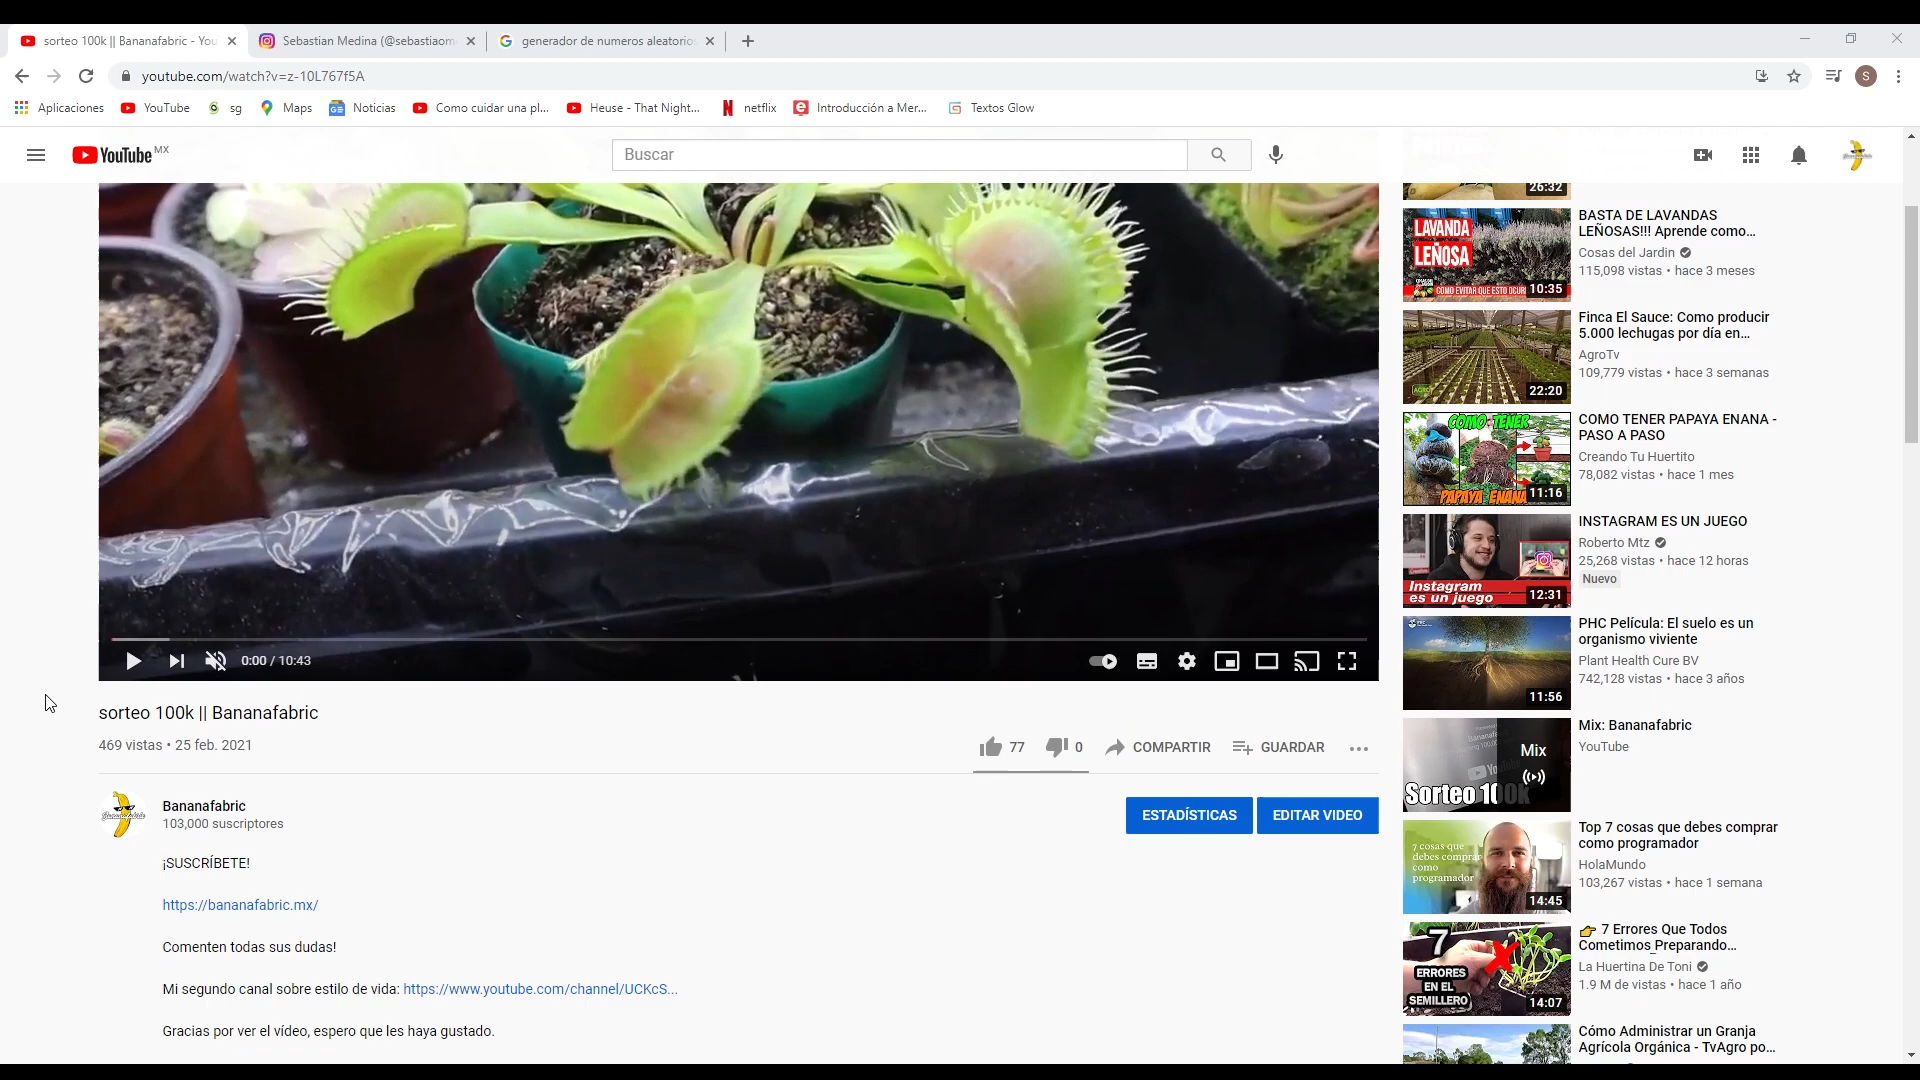 sorteo 100k || Bananafabric - You
Sebastian Medina (@sebastiaom
generador de numeros aleatorios
youtube.com/watch?v=z-10L767f5A
S
Aplicaciones
YouTube
sg
Maps
Noticias
Como cuidar una pl...
Heuse - That Night...
netflix
Introducción a Mer...
Textos Glow
YouTube MX
Buscar
0:00 / 10:43
sorteo 100k || Bananafabric
469 vistas • 25 feb. 2021
77
0
COMPARTIR
GUARDAR
Bananafabric
103,000 suscriptores
ESTADÍSTICAS
EDITAR VIDEO
¡SUSCRÍBETE!
https://bananafabric.mx/
Comenten todas sus dudas!
Mi segundo canal sobre estilo de vida: https://www.youtube.com/channel/UCKcS...
Gracias por ver el vídeo, espero que les haya gustado.
26:32
LAVANDA
LEÑOSA
COMO EVITAR QUE ESTO OCUR
10:35
BASTA DE LAVANDAS
LEÑOSAS!!! Aprende como...
Cosas del Jardin
115,098 vistas • hace 3 meses
AGRO
22:20
Finca El Sauce: Como producir
5.000 lechugas por día en...
AgroTv
109,779 vistas • hace 3 semanas
COMO TENER
PAPAYA ENANA
11:16
COMO TENER PAPAYA ENANA -
PASO A PASO
Creando Tu Huertito
78,082 vistas • hace 1 mes
Instagram
es un juego
12:31
INSTAGRAM ES UN JUEGO
Roberto Mtz
25,268 vistas • hace 12 horas
Nuevo
PHC
11:56
PHC Película: El suelo es un
organismo viviente
Plant Health Cure BV
742,128 vistas • hace 3 años
Sorteo 100k
Mix
Mix: Bananafabric
YouTube
7 cosas que
debes comprar
como
programador
14:45
Top 7 cosas que debes comprar
como programador
HolaMundo
103,267 vistas • hace 1 semana
7
ERRORES
EN EL
SEMILLERO
14:07
👉 7 Errores Que Todos
Cometimos Preparando...
La Huertina De Toni
1.9 M de vistas • hace 1 año
Cómo Administrar un Granja
Agrícola Orgánica - TvAgro po...